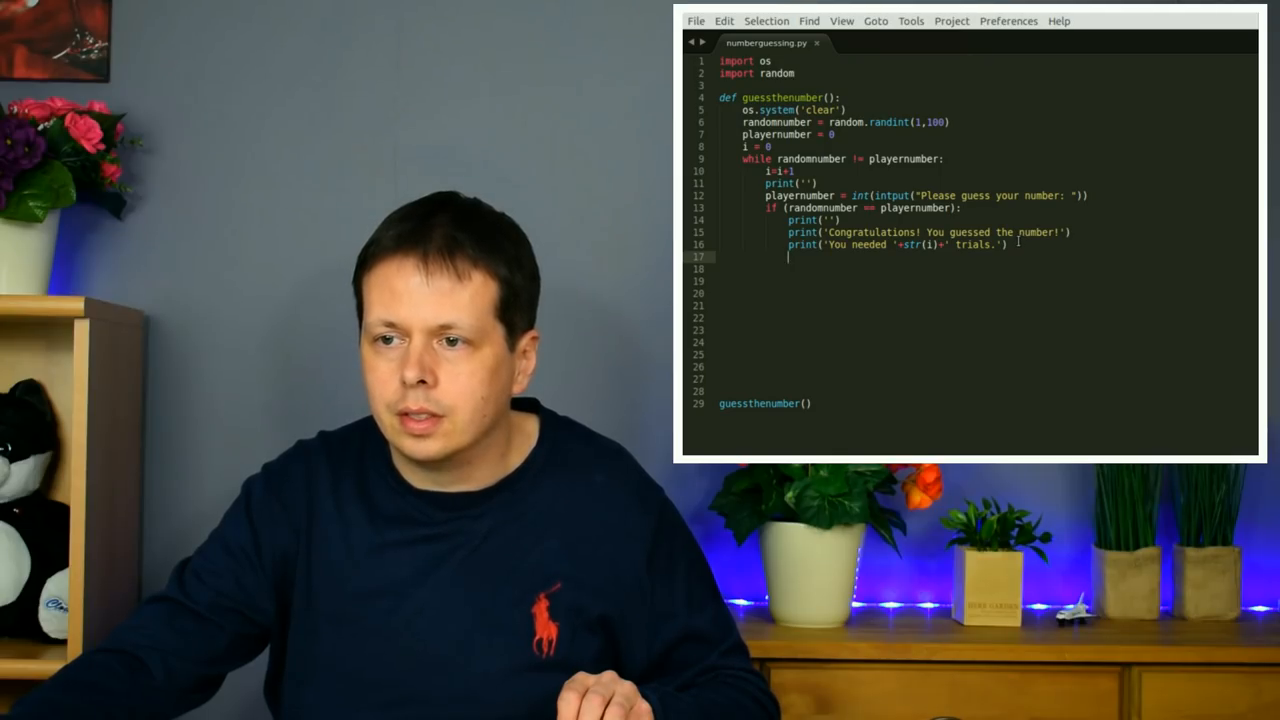 File Edit Selection Find View Goto Tools Project Preferences Help
numberguessing.py ×
1 import os
2 import random
3
4 def guessthenumber():
5 os.system('clear')
6 randomnumber = random.randint(1,100)
7 playernumber = 0
8 i = 0
9 while randomnumber != playernumber:
10 i=i+1
11 print('')
12 playernumber = int(intput("Please guess your number: "))
13 if (randomnumber == playernumber):
14 print('')
15 print('Congratulations! You guessed the number!')
16 print('You needed '+str(i)+' trials.')
17
18
19
20
21
22
23
24
25
26
27
28
29 guessthenumber()
HERB GARDEN